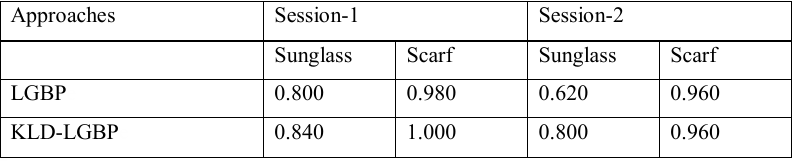 Approaches Session-1 Session-2
Sunglass Scarf Sunglass Scarf
LGBP 0.800 0.980 0.620 0.960
KLD-LGBP 0.840 1.000 0.800 0.960